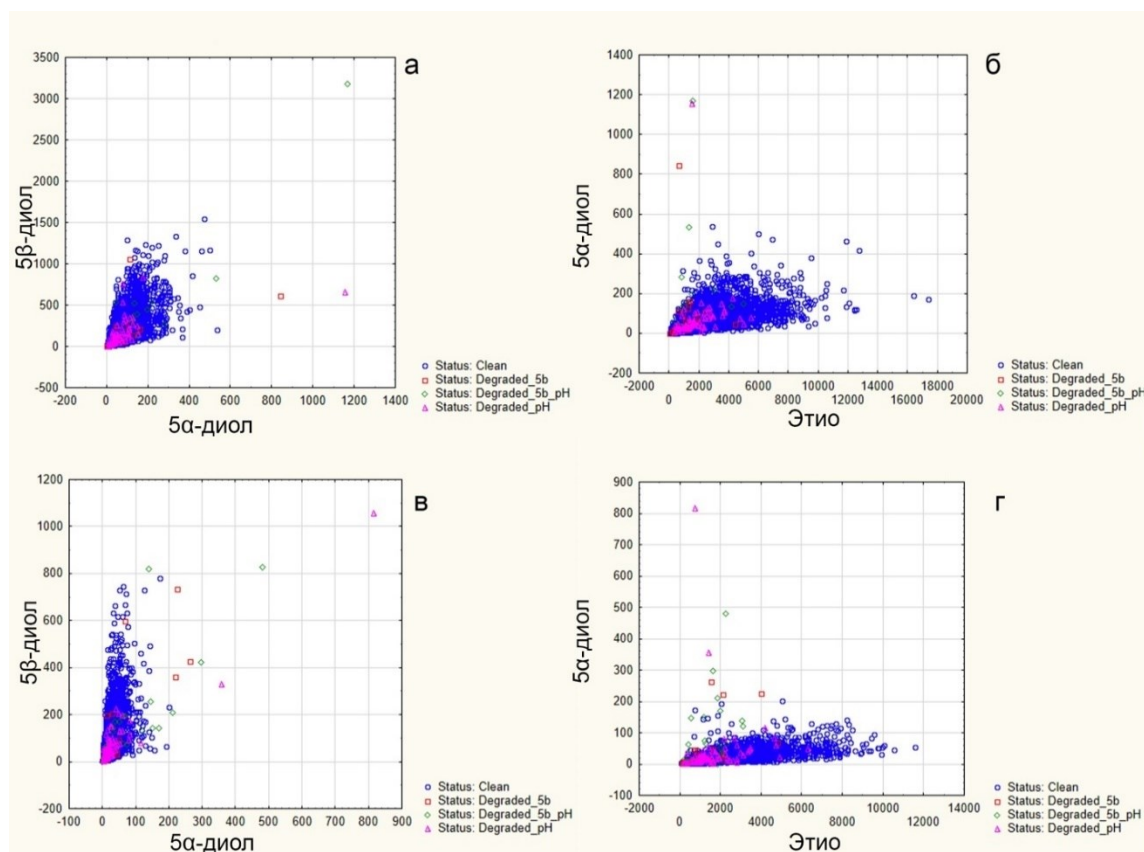 а
3500
3000
2500
2000
1500
1000
500
0
-500
-200 0 200 400 600 800 1000 1200 1400
5β-диол
5α-диол
Status: Clean
Status: Degraded_5b
Status: Degraded_5b_pH
Status: Degraded_pH
б
1400
1200
1000
800
600
400
200
0
-200
-2000 0 2000 4000 6000 8000 10000 12000 14000 16000 18000 20000
5α-диол
Этио
Status: Clean
Status: Degraded_5b
Status: Degraded_5b_pH
Status: Degraded_pH
в
1200
1000
800
600
400
200
0
-200
-100 0 100 200 300 400 500 600 700 800 900
5β-диол
5α-диол
Status: Clean
Status: Degraded_5b
Status: Degraded_5b_pH
Status: Degraded_pH
г
900
800
700
600
500
400
300
200
100
0
-100
-2000 0 2000 4000 6000 8000 10000 12000 14000
5α-диол
Этио
Status: Clean
Status: Degraded_5b
Status: Degraded_5b_pH
Status: Degraded_pH